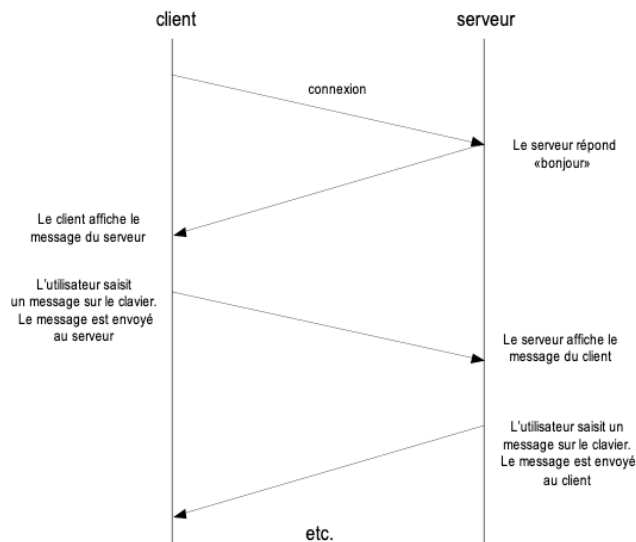 client
serveur
connexion
Le serveur répond
«bonjour»
Le client affiche le
message du serveur
L'utilisateur saisit
un message sur le clavier.
Le message est envoyé
au serveur
Le serveur affiche le
message du client
L'utilisateur saisit un
message sur le clavier.
Le message est envoyé
au client
etc.